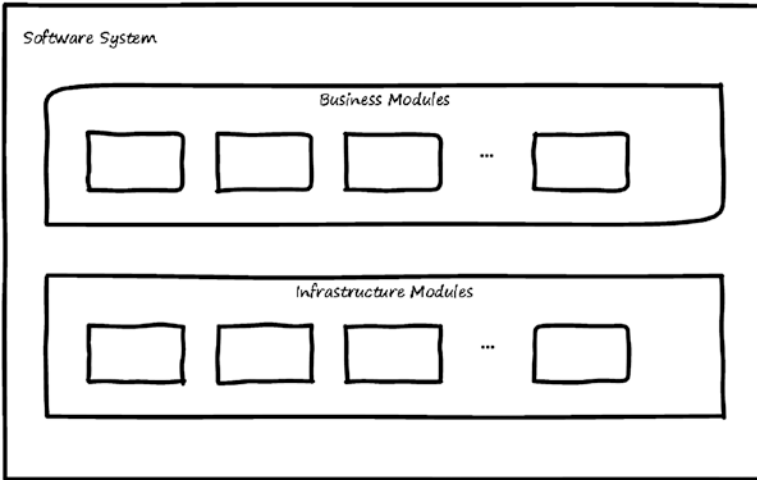 Software System
Business Modules
...
Infrastructure Modules
...